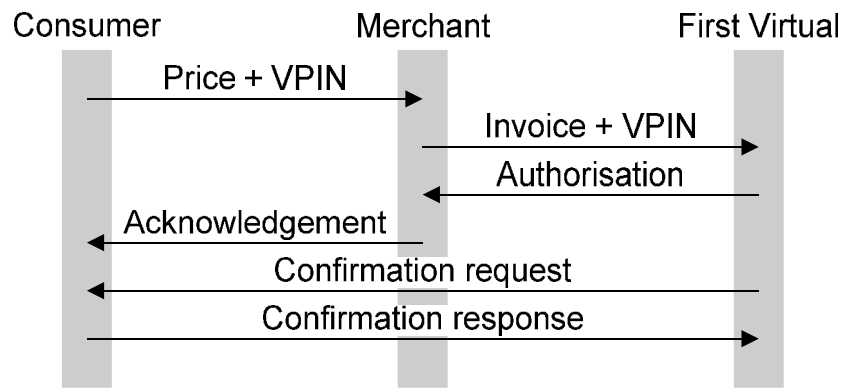 Consumer Merchant First Virtual
Price + VPIN
Invoice + VPIN
Authorisation
Acknowledgement
Confirmation request
Confirmation response